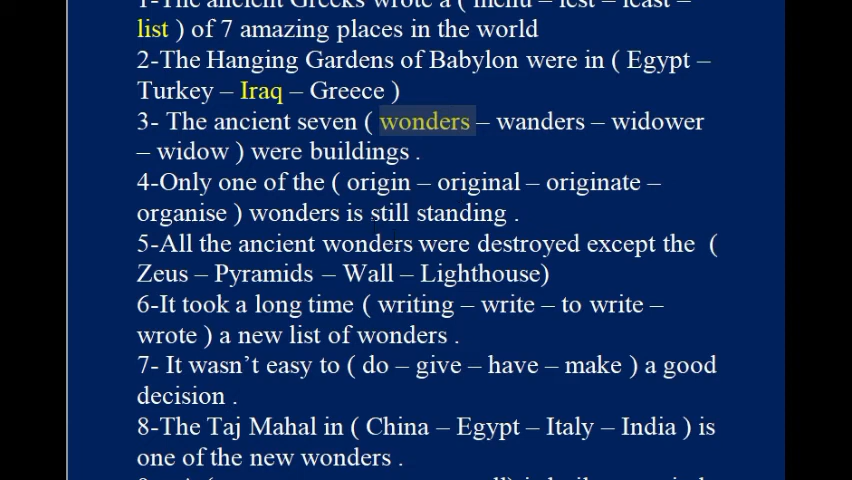 1-The ancient Greeks wrote a ( menu – lest – least –
list ) of 7 amazing places in the world
2-The Hanging Gardens of Babylon were in ( Egypt –
Turkey – Iraq – Greece )
3- The ancient seven ( wonders – wanders – widower
– widow ) were buildings .
4-Only one of the ( origin – original – originate –
organise ) wonders is still standing .
5-All the ancient wonders were destroyed except the  (
Zeus – Pyramids – Wall – Lighthouse)
6-It took a long time ( writing – write – to write –
wrote ) a new list of wonders .
7- It wasn’t easy to ( do – give – have – make ) a good
decision .
8-The Taj Mahal in ( China – Egypt – Italy – India ) is
one of the new wonders .